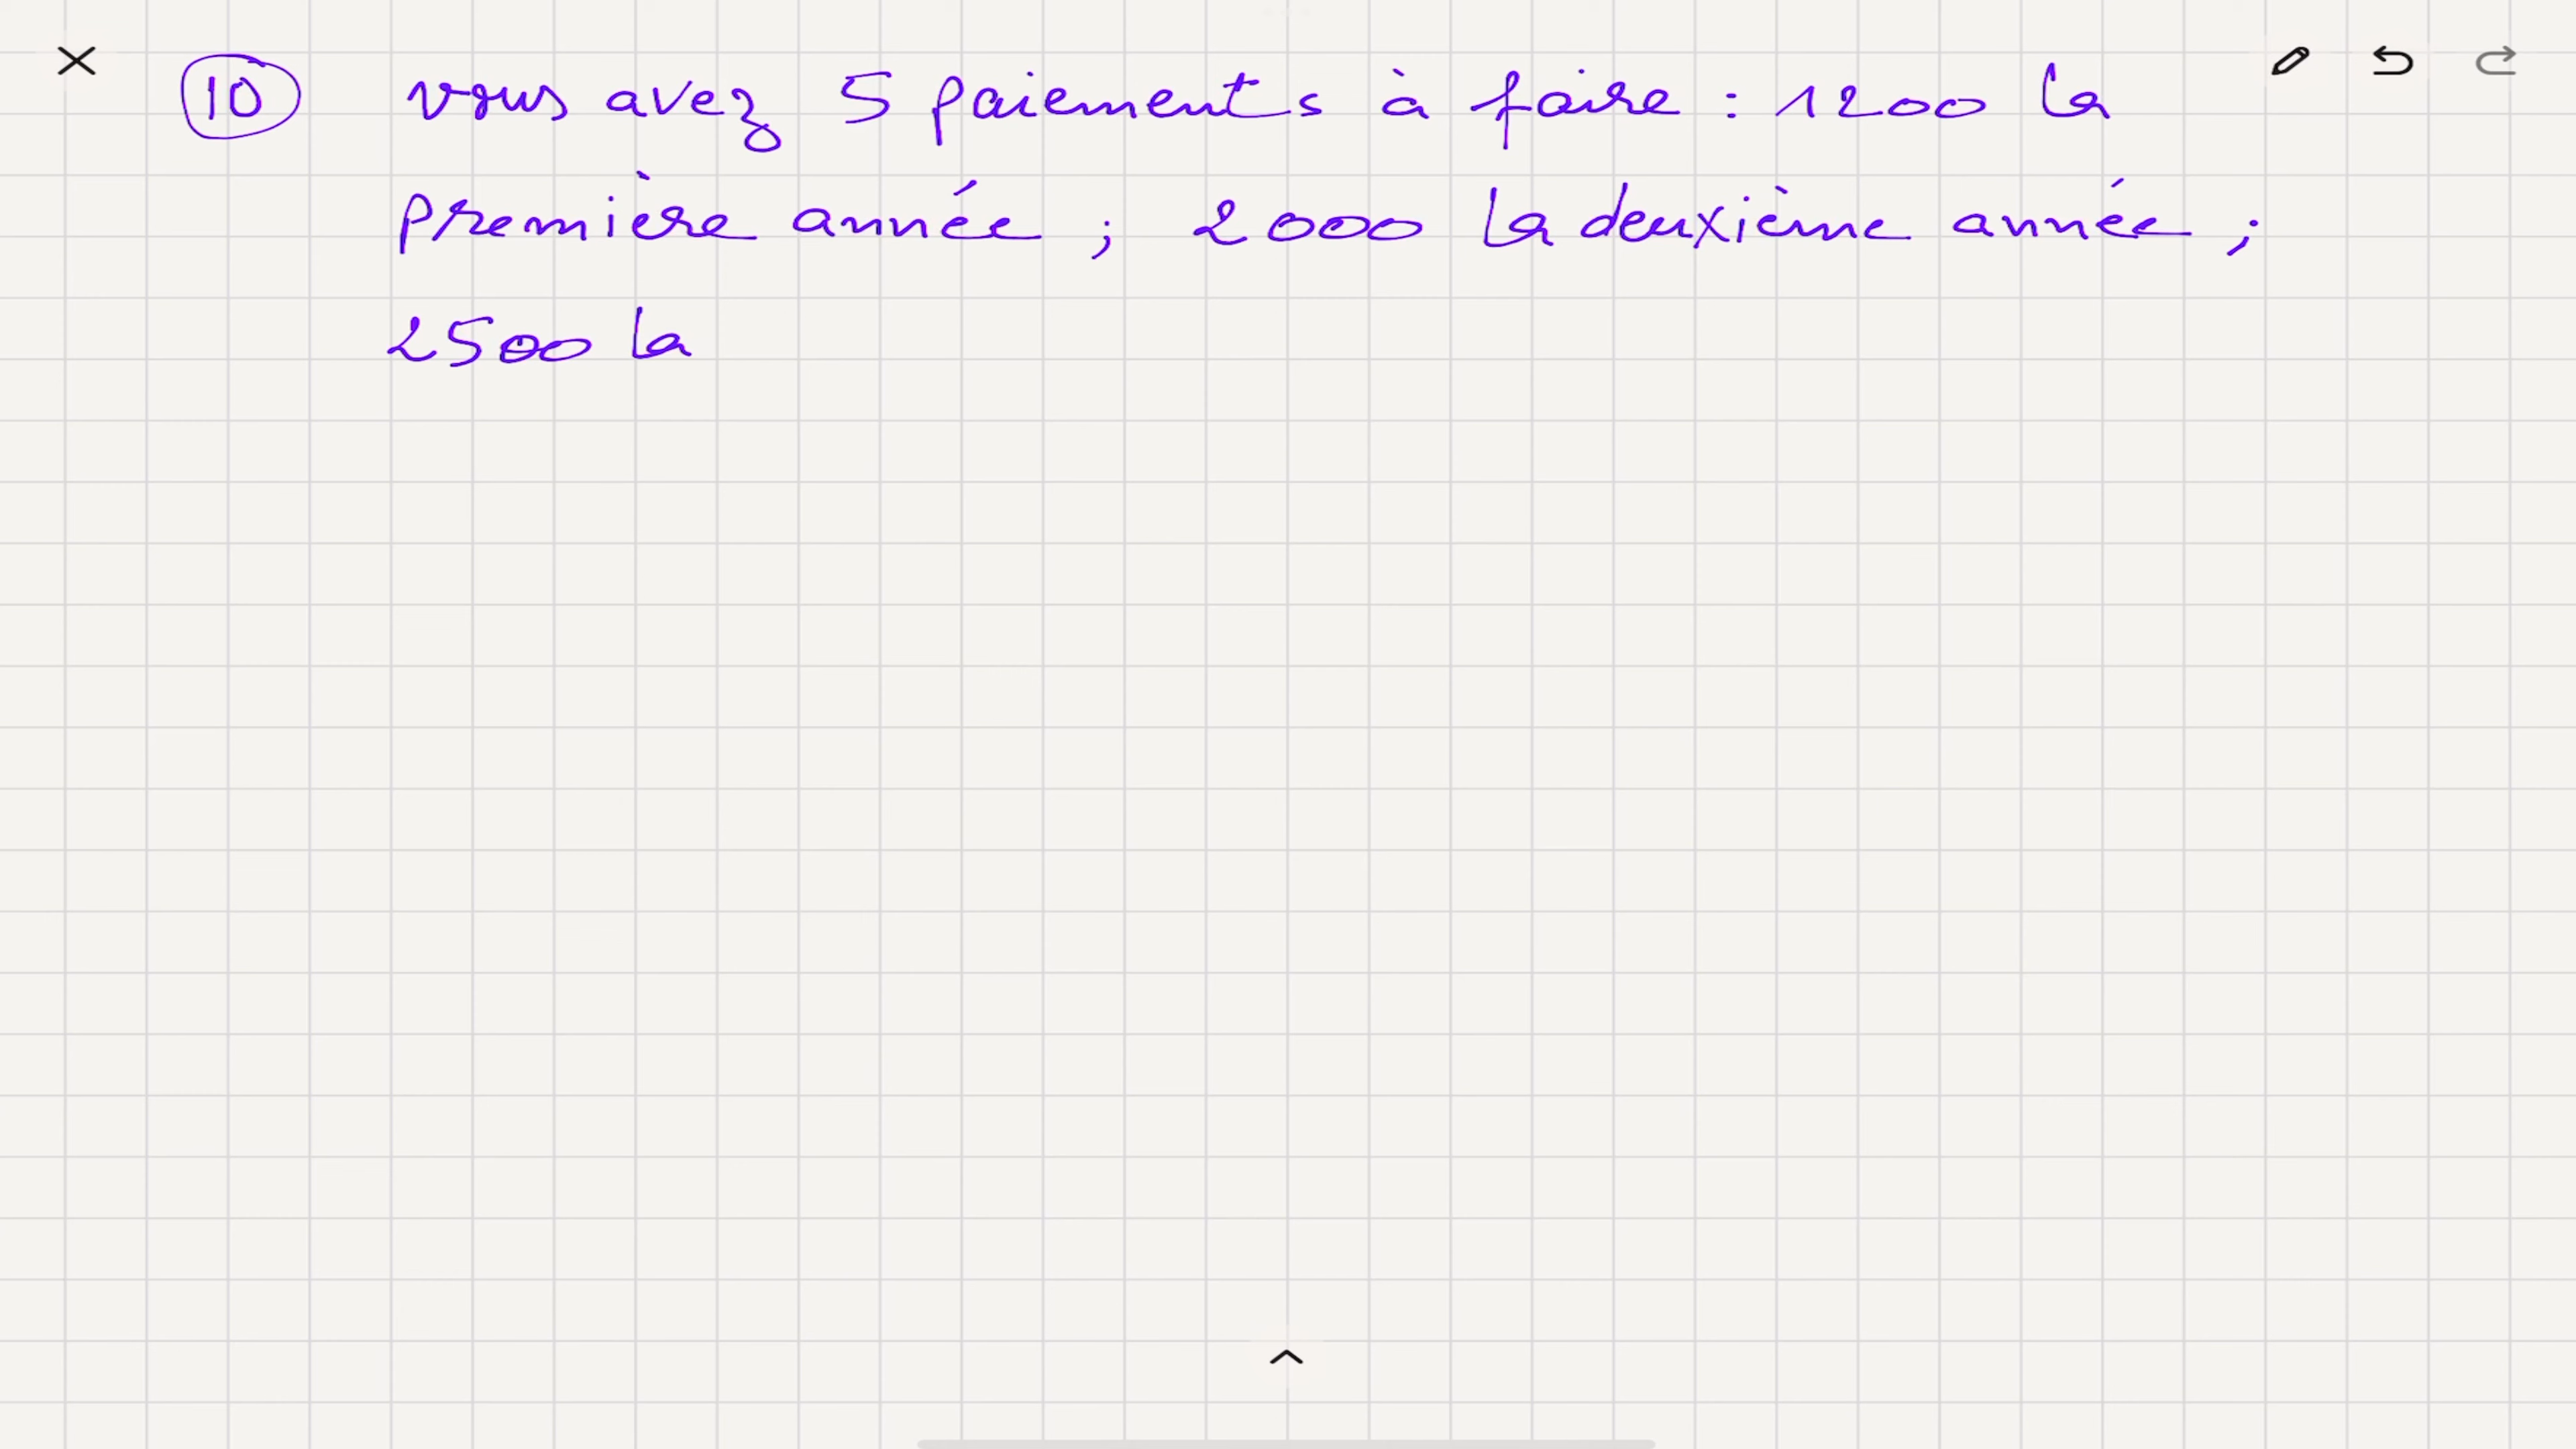 10 vous avez 5 paiements à faire : 1200 la
première année ; 2000 la deuxième année ;
2500 la